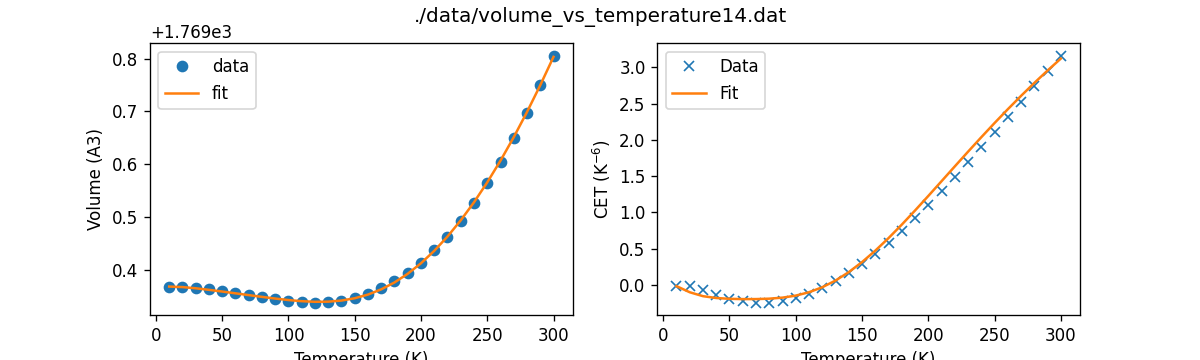 ./data/volume_vs_temperature14.dat
+1.769e3
data
fit
0.8
0.7
0.6
0.5
0.4
Volume (A3)
0 50 100 150 200 250 300
Temperature (K)
Data
Fit
3.0
2.5
2.0
1.5
1.0
0.5
0.0
CET (K⁻⁶)
0 50 100 150 200 250 300
Temperature (K)